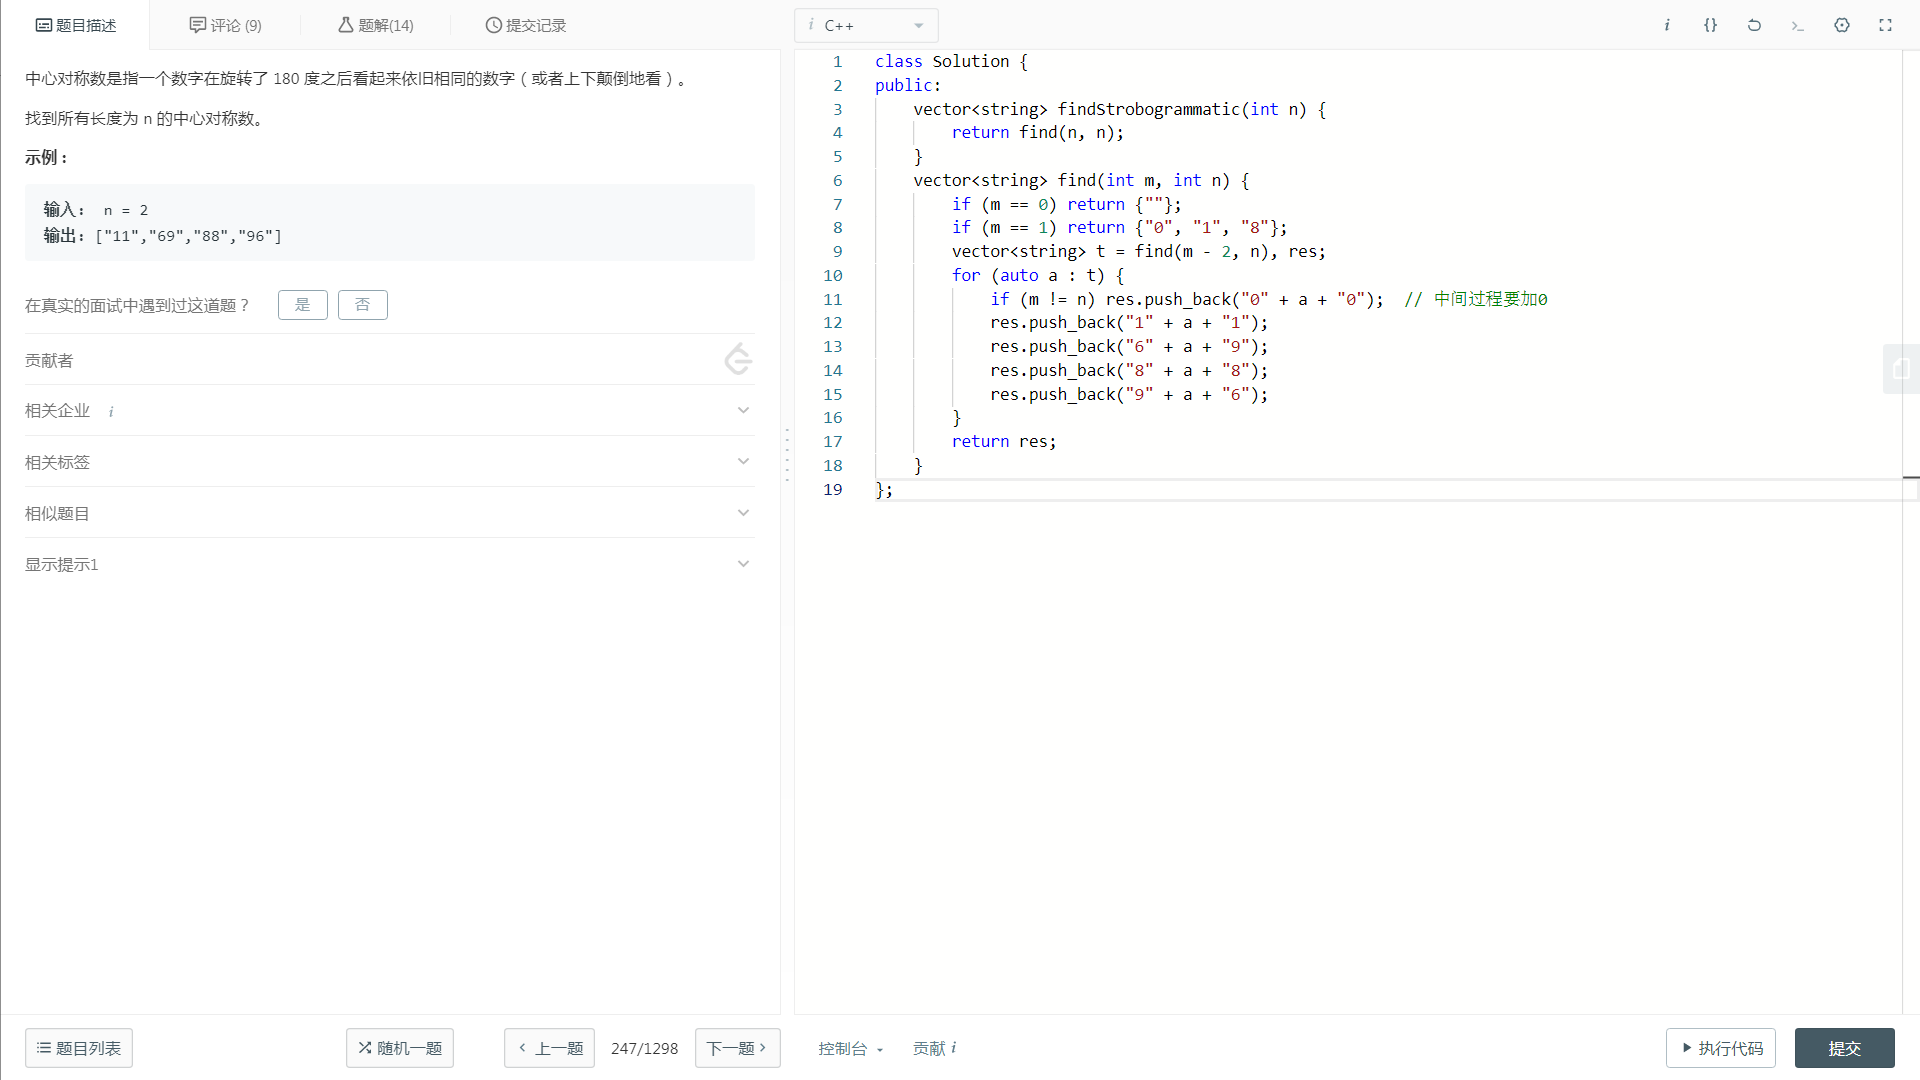 题目描述
评论 (9)
题解(14)
提交记录
中心对称数是指一个数字在旋转了 180 度之后看起来依旧相同的数字（或者上下颠倒地看）。
找到所有长度为 n 的中心对称数。
示例：
输入： n = 2
输出：["11","69","88","96"]
在真实的面试中遇到过这道题？
是
否
贡献者
相关企业 i
相关标签
相似题目
显示提示1
题目列表
随机一题
上一题
247/1298
下一题
i C++
i {}
1 class Solution {
2 public:
3 vector<string> findStrobogrammatic(int n) {
4 return find(n, n);
5 }
6 vector<string> find(int m, int n) {
7 if (m == 0) return {""};
8 if (m == 1) return {"0", "1", "8"};
9 vector<string> t = find(m - 2, n), res;
10 for (auto a : t) {
11 if (m != n) res.push_back("0" + a + "0"); // 中间过程要加0
12 res.push_back("1" + a + "1");
13 res.push_back("6" + a + "9");
14 res.push_back("8" + a + "8");
15 res.push_back("9" + a + "6");
16 }
17 return res;
18 }
19 };
控制台
贡献 i
执行代码
提交